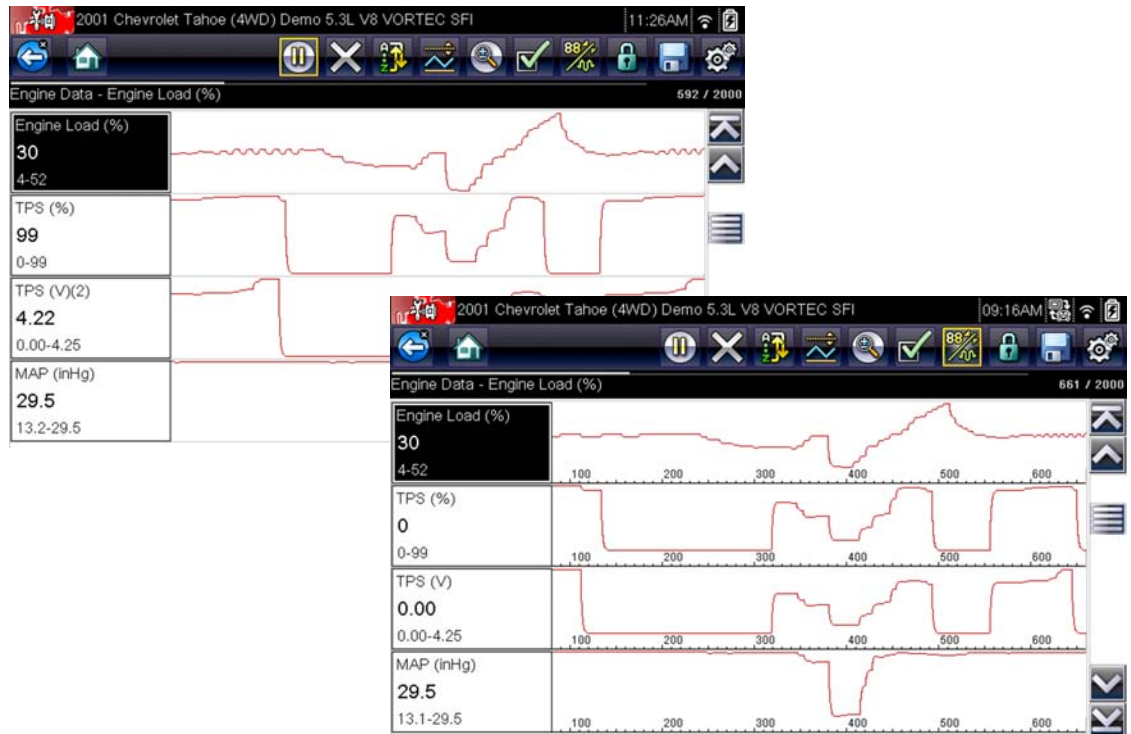 2001 Chevrolet Tahoe (4WD) Demo 5.3L V8 VORTEC SFI 11:26AM
A
Z
88
Engine Data - Engine Load (%) 592 / 2000
Engine Load (%)
30
4-52
TPS (%)
99
0-99
TPS (V)(2)
4.22
0.00-4.25
MAP (inHg)
29.5
13.2-29.5
2001 Chevrolet Tahoe (4WD) Demo 5.3L V8 VORTEC SFI 09:16AM
A
Z
88
Engine Data - Engine Load (%) 661 / 2000
Engine Load (%)
30
4-52
100 200 300 400 500 600
TPS (%)
0
0-99
100 200 300 400 500 600
TPS (V)
0.00
0.00-4.25
100 200 300 400 500 600
MAP (inHg)
29.5
13.1-29.5
100 200 300 400 500 600